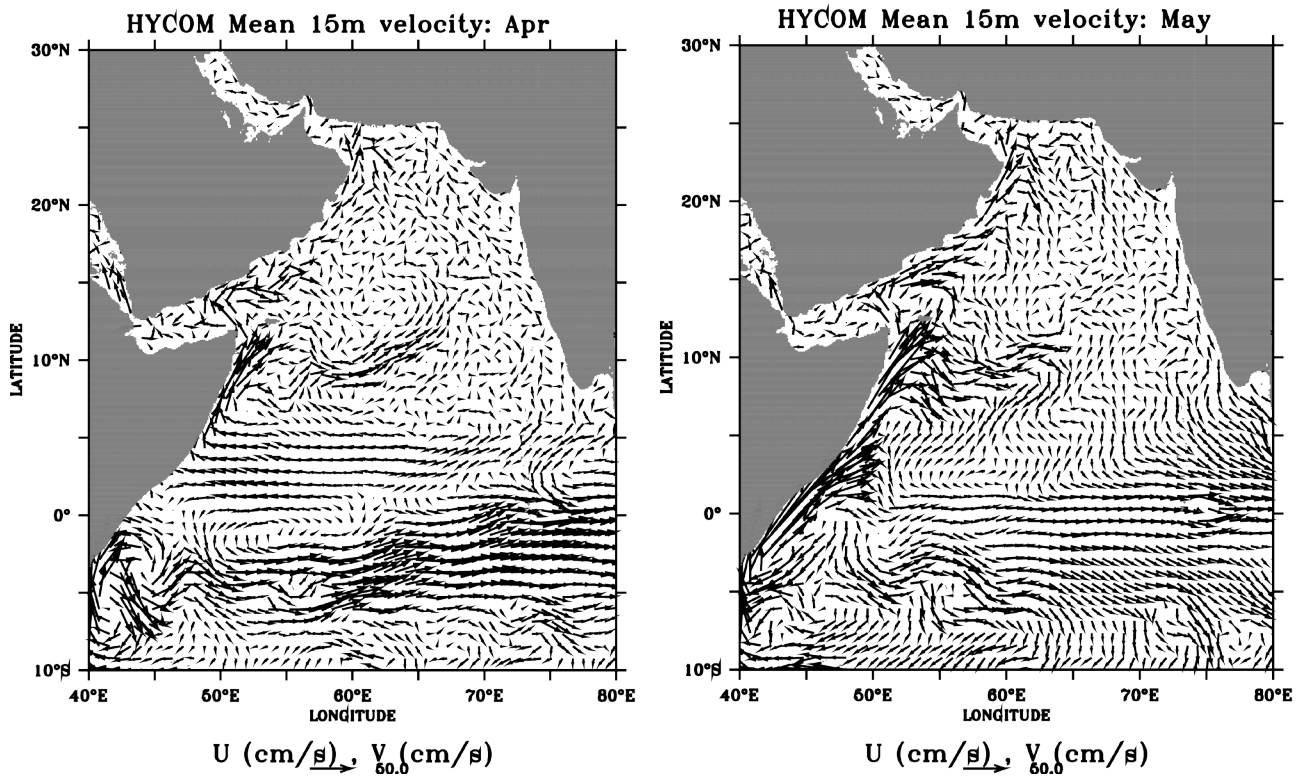 HYCOM Mean 15m velocity: Apr
30°N
20°N
10°N
0°
10°S
LATITUDE
40°E 50°E 60°E 70°E 80°E
LONGITUDE
U (cm/s) , V (cm/s)
50.0
HYCOM Mean 15m velocity: May
30°N
20°N
10°N
0°
10°S
LATITUDE
40°E 50°E 60°E 70°E 80°E
LONGITUDE
U (cm/s) , V (cm/s)
50.0